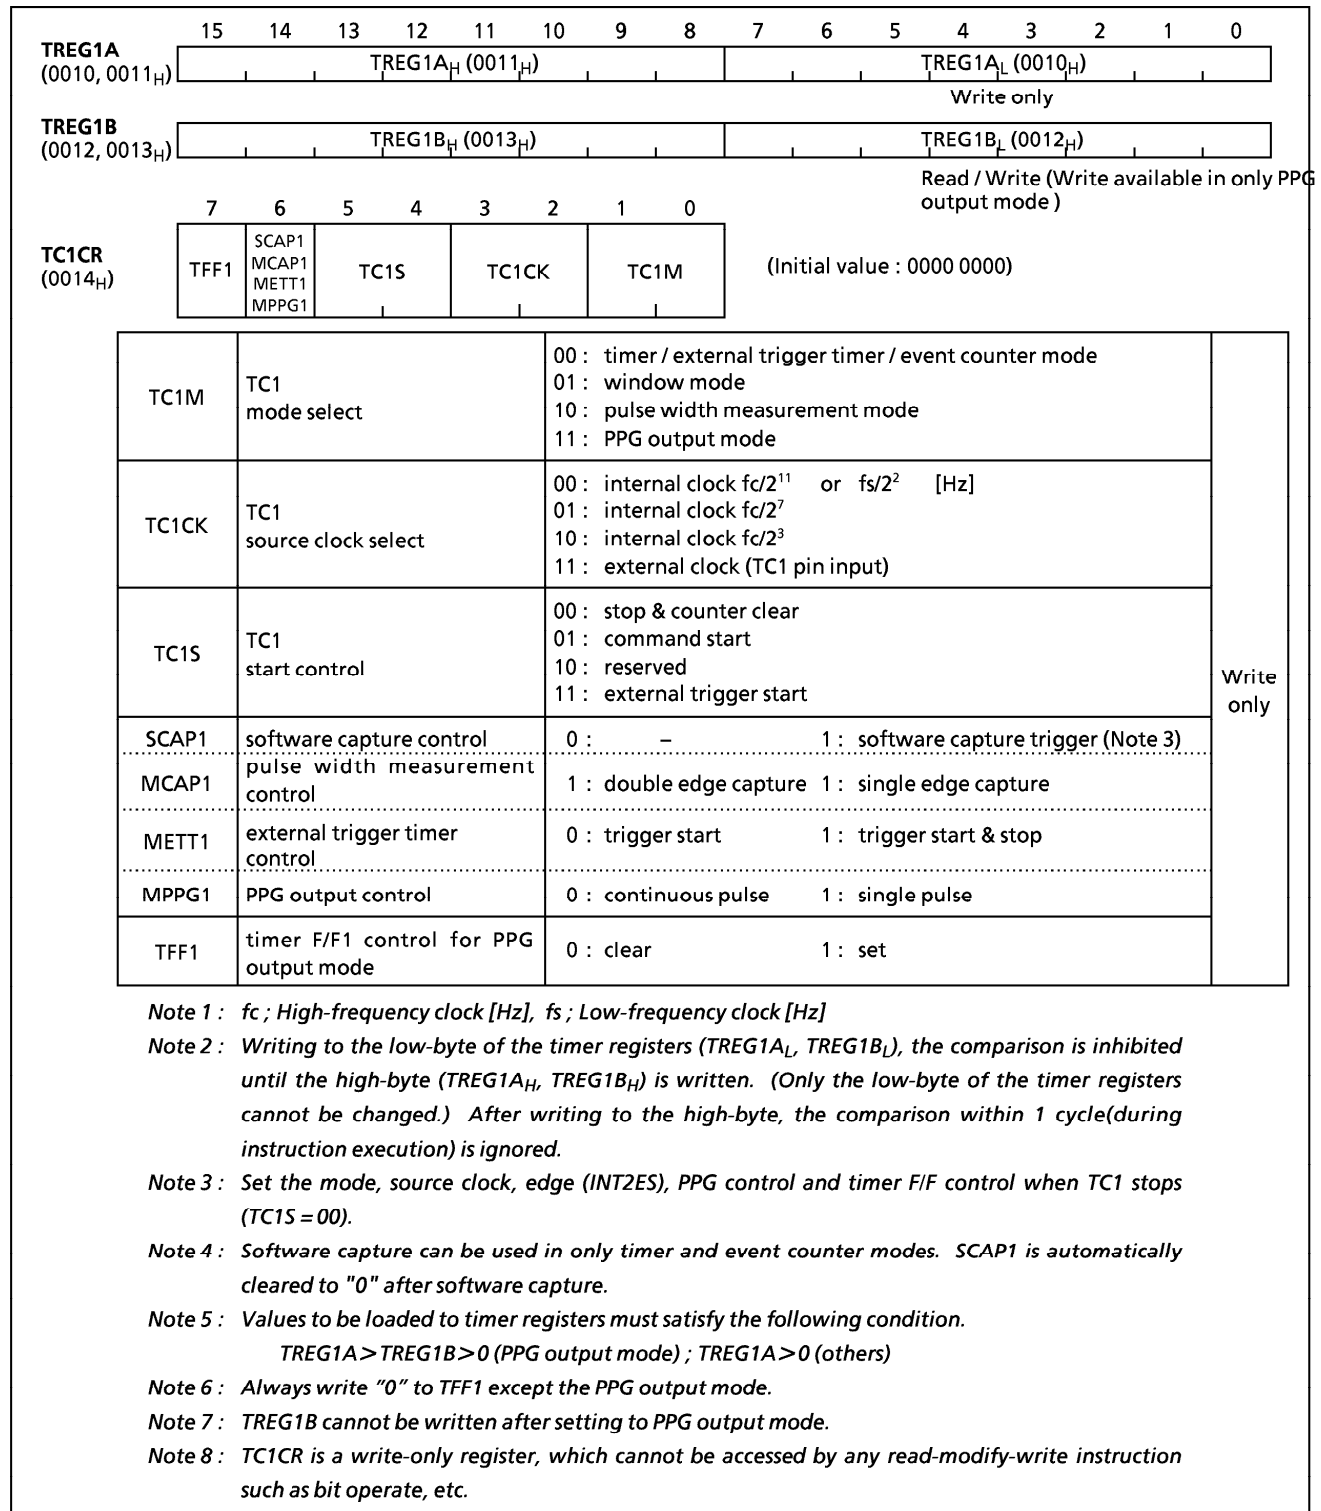 15 14 13 12 11 10 9 8 7 6 5 4 3 2 1 0
TREG1A
(0010, 0011H) TREG1AH (0011H) TREG1AL (0010H)
Write only
TREG1B
(0012, 0013H) TREG1BH (0013H) TREG1BL (0012H)
Read / Write (Write available in only PPG
output mode )
7 6 5 4 3 2 1 0
TC1CR
(0014H)
TFF1
SCAP1
MCAP1
METT1
MPPG1
TC1S TC1CK TC1M (Initial value : 0000 0000)
TC1M
TC1
mode select
00 : timer / external trigger timer / event counter mode
01 : window mode
10 : pulse width measurement mode
11 : PPG output mode
TC1CK
TC1
source clock select
00 : internal clock fc/2¹¹ or fs/2² [Hz]
01 : internal clock fc/2⁷
10 : internal clock fc/2³
11 : external clock (TC1 pin input)
TC1S
TC1
start control
00 : stop & counter clear
01 : command start
10 : reserved
11 : external trigger start
Write
only
SCAP1 software capture control 0 : – 1 : software capture trigger (Note 3)
MCAP1
pulse width measurement
control
1 : double edge capture 1 : single edge capture
METT1
external trigger timer
control
0 : trigger start 1 : trigger start & stop
MPPG1 PPG output control 0 : continuous pulse 1 : single pulse
TFF1
timer F/F1 control for PPG
output mode
0 : clear 1 : set
Note 1 : fc ; High-frequency clock [Hz], fs ; Low-frequency clock [Hz]
Note 2 : Writing to the low-byte of the timer registers (TREG1AL, TREG1BL), the comparison is inhibited
until the high-byte (TREG1AH, TREG1BH) is written. (Only the low-byte of the timer registers
cannot be changed.) After writing to the high-byte, the comparison within 1 cycle(during
instruction execution) is ignored.
Note 3 : Set the mode, source clock, edge (INT2ES), PPG control and timer F/F control when TC1 stops
(TC1S = 00).
Note 4 : Software capture can be used in only timer and event counter modes. SCAP1 is automatically
cleared to "0" after software capture.
Note 5 : Values to be loaded to timer registers must satisfy the following condition.
TREG1A>TREG1B>0 (PPG output mode) ; TREG1A>0 (others)
Note 6 : Always write "0" to TFF1 except the PPG output mode.
Note 7 : TREG1B cannot be written after setting to PPG output mode.
Note 8 : TC1CR is a write-only register, which cannot be accessed by any read-modify-write instruction
such as bit operate, etc.